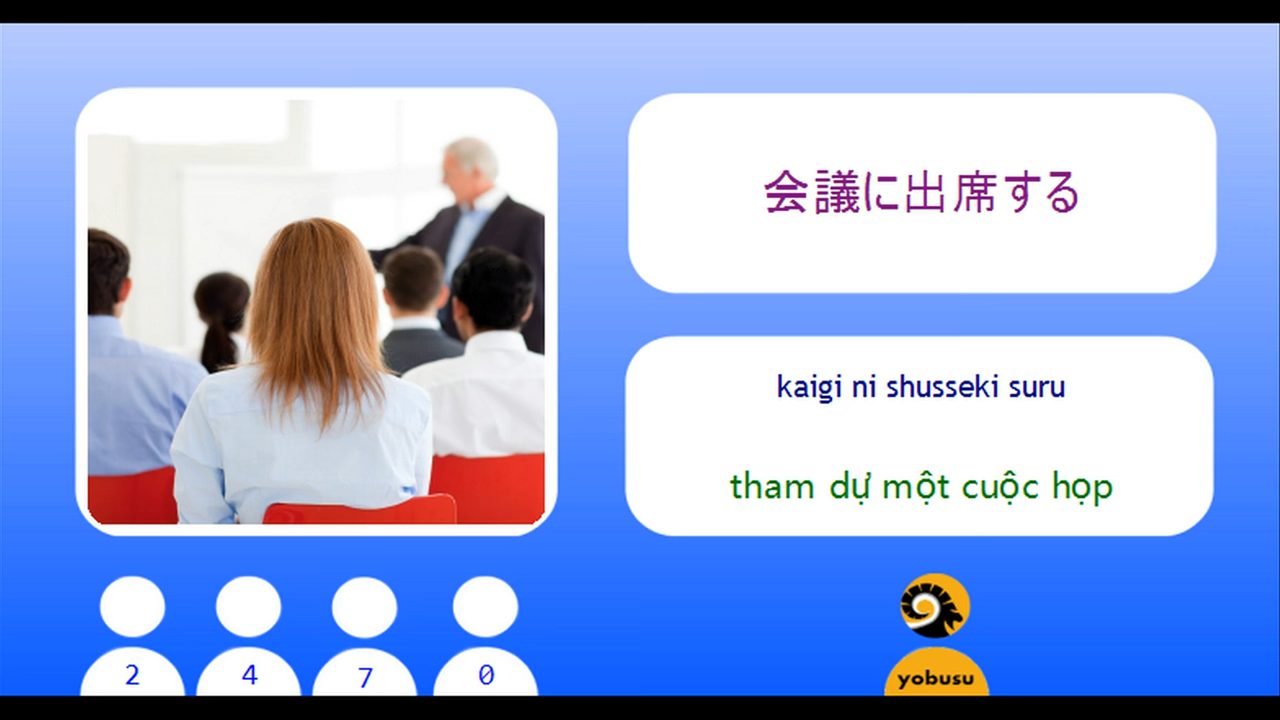 会議に出席する
kaigi ni shusseki suru
tham dự một cuộc họp
2 4 7 0
yobusu